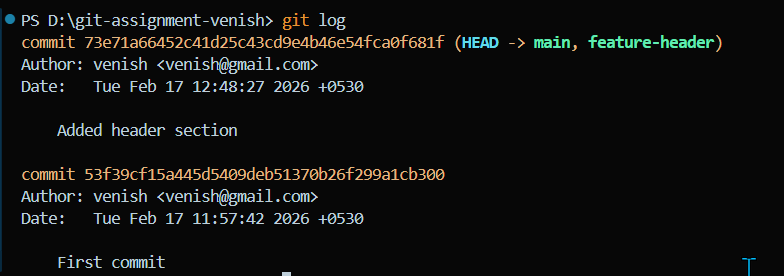 PS D:\git-assignment-venish> git log
commit 73e71a66452c41d25c43cd9e4b46e54fca0f681f (HEAD -> main, feature-header)
Author: venish <venish@gmail.com>
Date:   Tue Feb 17 12:48:27 2026 +0530
    Added header section
commit 53f39cf15a445d5409deb51370b26f299a1cb300
Author: venish <venish@gmail.com>
Date:   Tue Feb 17 11:57:42 2026 +0530
    First commit